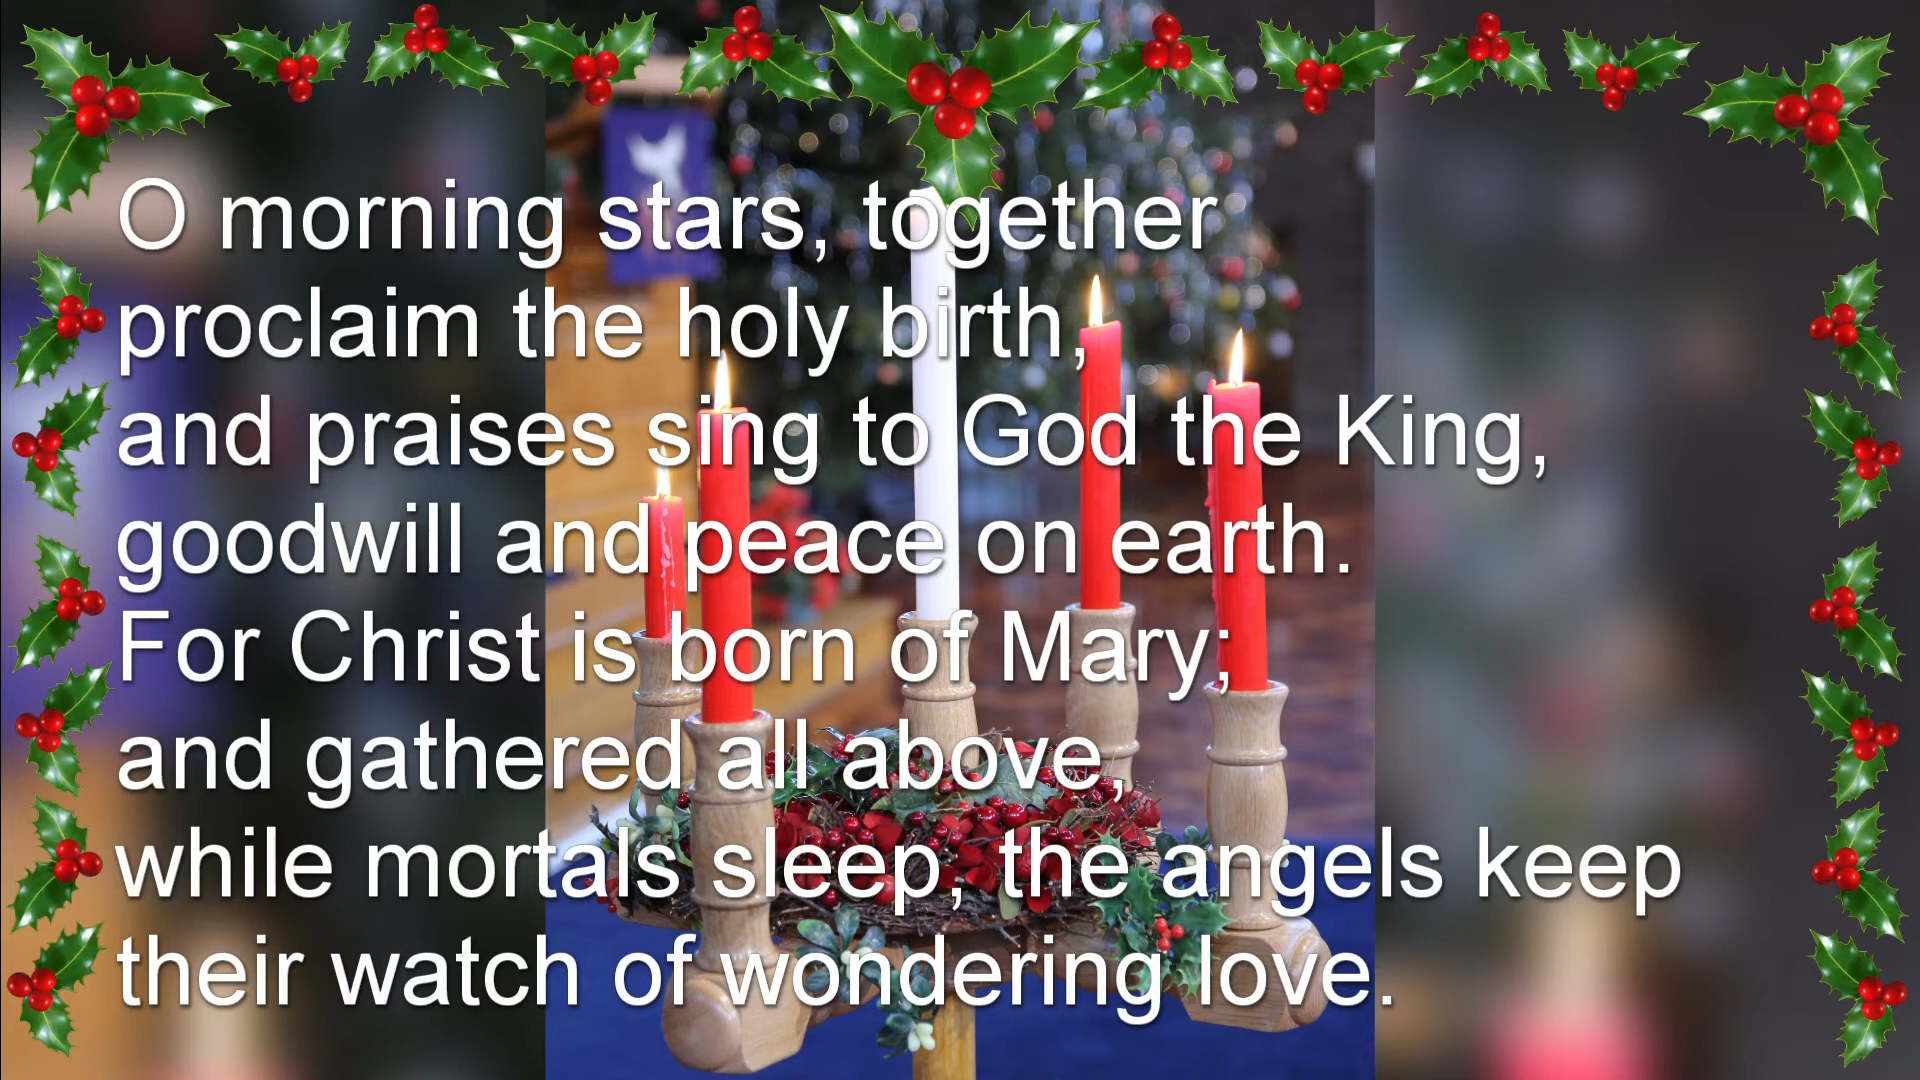 O morning stars, together
proclaim the holy birth,
and praises sing to God the King,
goodwill and peace on earth.
For Christ is born of Mary;
and gathered all above,
while mortals sleep, the angels keep
their watch of wondering love.